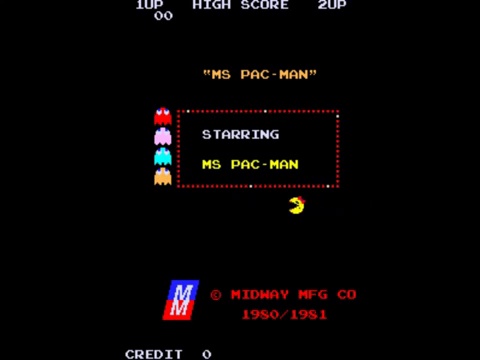 1UP HIGH SCORE 2UP
00
"MS PAC-MAN"
STARRING
MS PAC-MAN
MM
© MIDWAY MFG CO
1980/1981
CREDIT 0